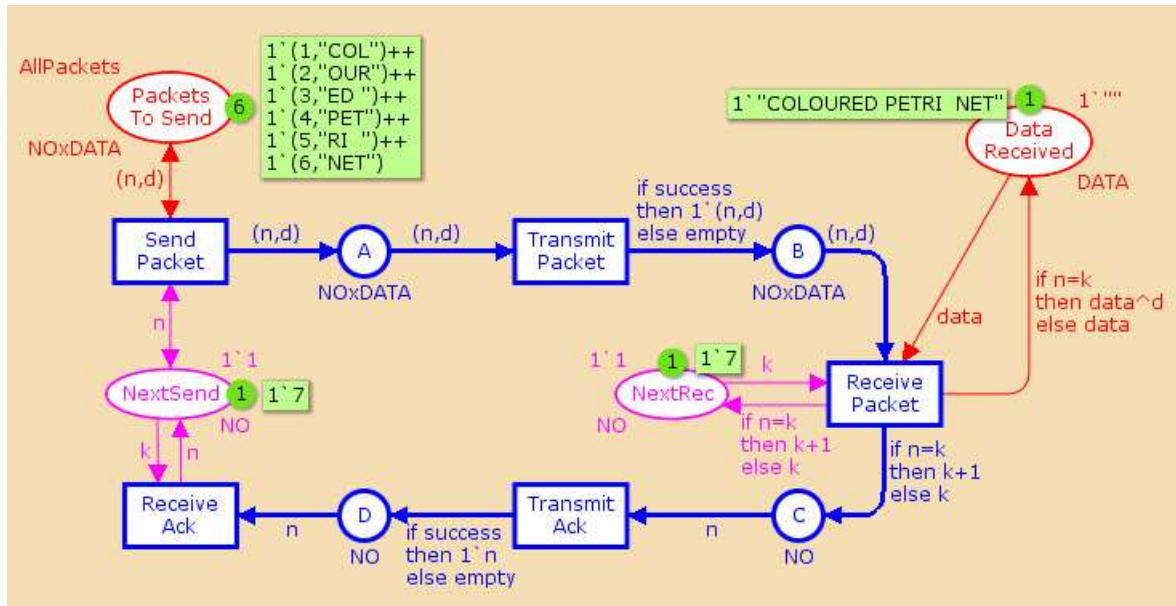 AllPackets
Packets
To Send
6
1`(1,"COL")++
1`(2,"OUR")++
1`(3,"ED ")++
1`(4,"PET")++
1`(5,"RI  ")++
1`(6,"NET")
NOxDATA
(n,d)
1`"COLOURED PETRI  NET"
1
1`""
Data
Received
DATA
Send
Packet
(n,d)
A
NOxDATA
(n,d)
Transmit
Packet
if success
then 1`(n,d)
else empty
B
NOxDATA
(n,d)
data
if n=k
then data^d
else data
n
1`1
NextSend
1
1`7
NO
k
n
1`1
NextRec
1
1`7
NO
k
if n=k
then k+1
else k
Receive
Packet
if n=k
then k+1
else k
Receive
Ack
n
D
NO
if success
then 1`n
else empty
Transmit
Ack
n
C
NO